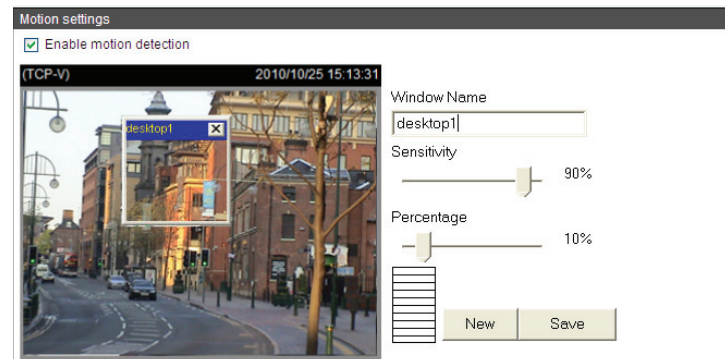 Motion settings
Enable motion detection
(TCP-V) 2010/10/25 15:13:31
desktop1
Window Name
desktop1
Sensitivity
90%
Percentage
10%
New Save